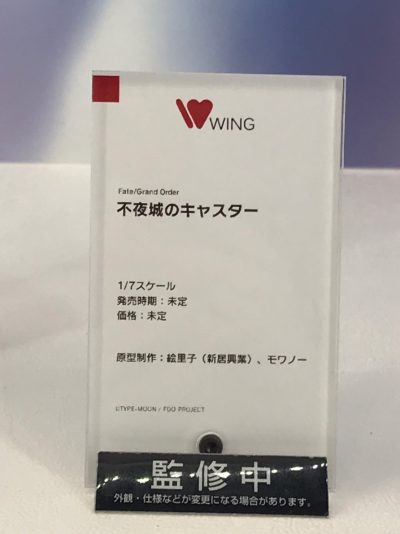 WING
Fate/Grand Order
不夜城のキャスター
1/7スケール
発売時期：未定
価格：未定
原型制作：絵里子（新居興業）、モワノー
©TYPE-MOON / FGO PROJECT
監修中
外観・仕様などが変更になる場合があります。